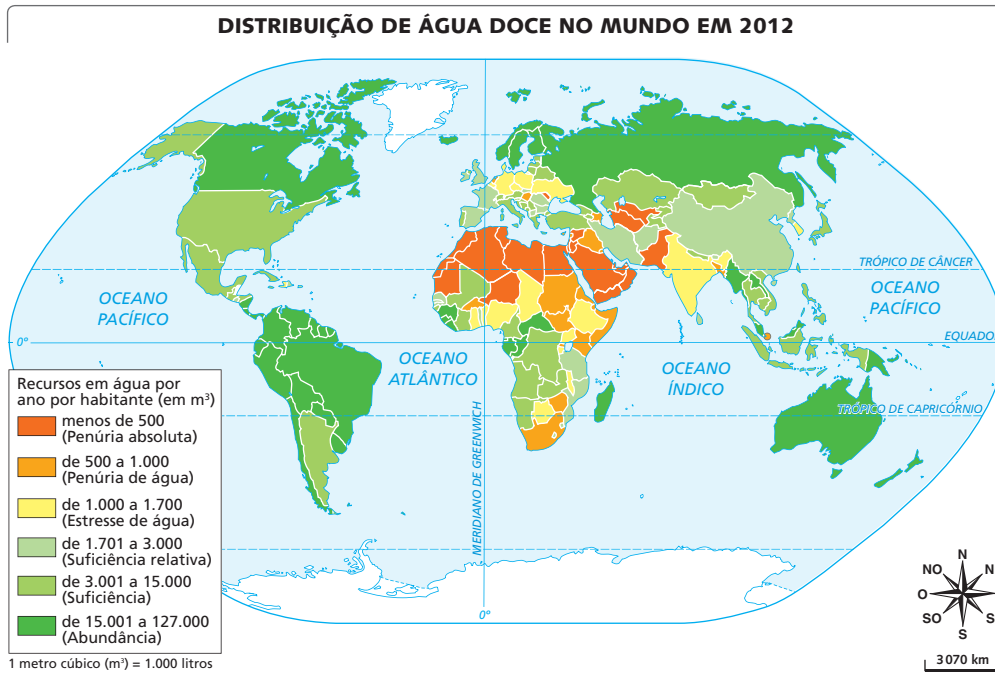 DISTRIBUIÇÃO DE ÁGUA DOCE NO MUNDO EM 2012
TRÓPICO DE CÂNCER
OCEANO
PACÍFICO
OCEANO
PACÍFICO
0°
EQUADO
OCEANO
ATLÂNTICO
OCEANO
ÍNDICO
TRÓPICO DE CAPRICÓRNIO
MERIDIANO DE GREENWICH
0°
Recursos em água por
ano por habitante (em m³)
menos de 500
(Penúria absoluta)
de 500 a 1.000
(Penúria de água)
de 1.000 a 1.700
(Estresse de água)
de 1.701 a 3.000
(Suficiência relativa)
de 3.001 a 15.000
(Suficiência)
de 15.001 a 127.000
(Abundância)
1 metro cúbico (m³) = 1.000 litros
N
NO
N
O
SO
S
S
3 070 km